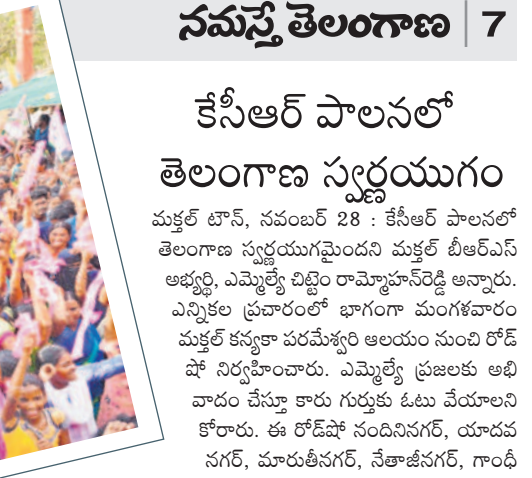 నమస్తే తెలంగాణ | 7
కేసీఆర్ పాలనలో
తెలంగాణ స్వర్ణయుగం
మక్తల్ టౌన్, నవంబర్ 28 : కేసీఆర్ పాలనలో
తెలంగాణ స్వర్ణయుగమైందని మక్తల్ బీఆర్ఎస్
అభ్యర్థి, ఎమ్మెల్యే చిట్టెం రామ్మోహన్‌రెడ్డి అన్నారు.
ఎన్నికల ప్రచారంలో భాగంగా మంగళవారం
మక్తల్ కన్యకా పరమేశ్వరి ఆలయం నుంచి రోడ్
షో నిర్వహించారు. ఎమ్మెల్యే ప్రజలకు అభి
వాదం చేస్తూ కారు గుర్తుకు ఓటు వేయాలని
కోరారు. ఈ రోడ్‌షో నందినినగర్, యాదవ
నగర్, మారుతీనగర్, నేతాజీనగర్, గాంధీ